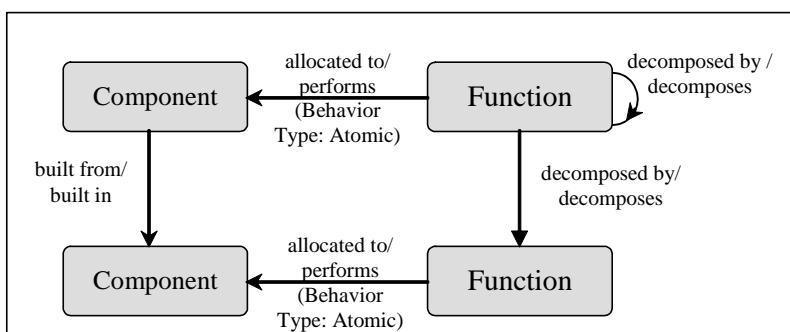 Component
allocated to/
performs
(Behavior
Type: Atomic)
Function
decomposed by /
decomposes
built from/
built in
decomposed by/
decomposes
Component
allocated to/
performs
(Behavior
Type: Atomic)
Function